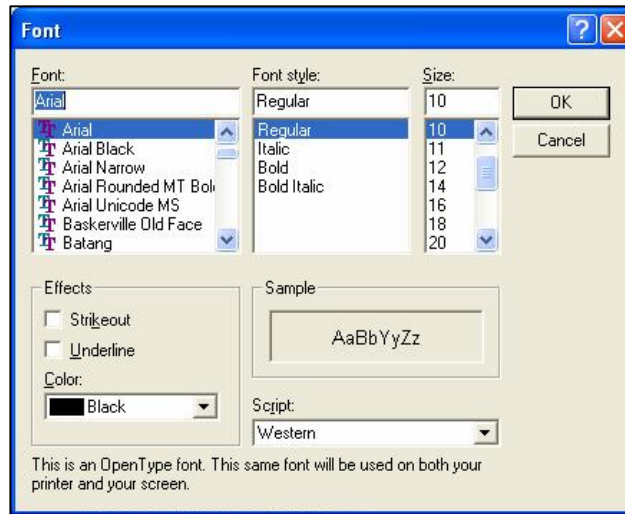 Font
Font:
Arial
Arial
Arial Black
Arial Narrow
Arial Rounded MT Bol
Arial Unicode MS
Baskerville Old Face
Batang
Font style:
Regular
Regular
Italic
Bold
Bold Italic
Size:
10
10
11
12
14
16
18
20
OK
Cancel
Effects
Strikeout
Underline
Color:
Black
Sample
AaBbYyZz
Script:
Western
This is an OpenType font. This same font will be used on both your
printer and your screen.